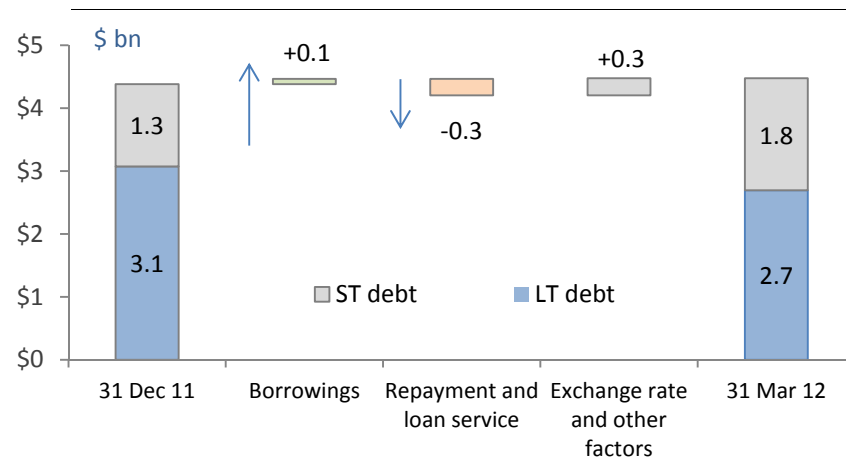 $ bn
$5
$4
$3
$2
$1
$0
1.3
3.1
+0.1
-0.3
+0.3
1.8
2.7
ST debt
LT debt
31 Dec 11
Borrowings
Repayment and
loan service
Exchange rate
and other
factors
31 Mar 12